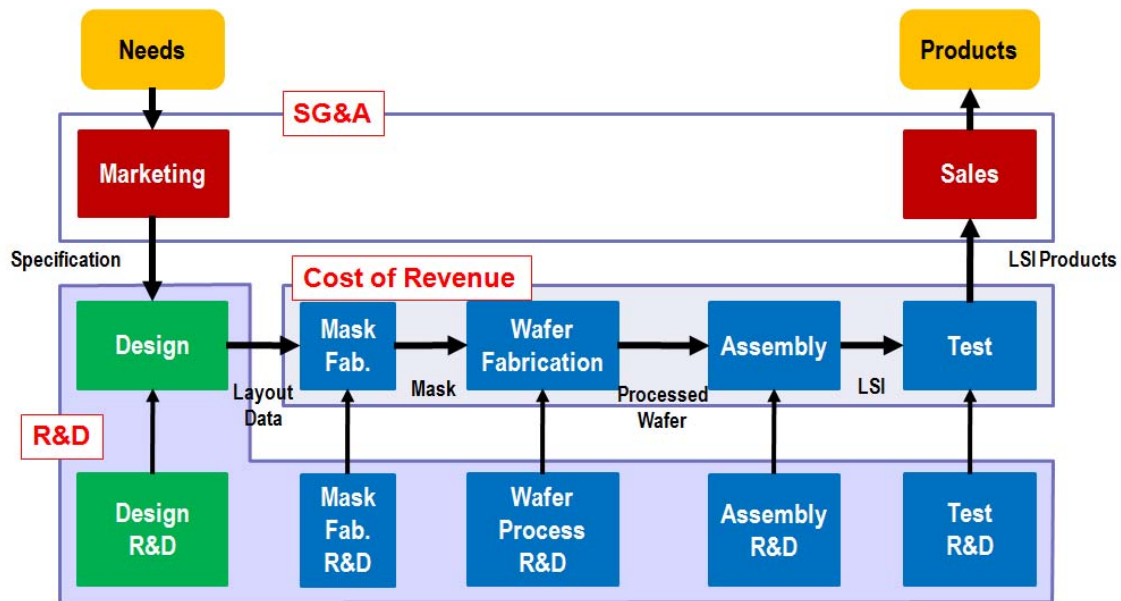 Needs
Products
SG&A
Marketing
Sales
Specification
LSI Products
Cost of Revenue
Design
Mask
Fab.
Wafer
Fabrication
Assembly
Test
Layout
Data
Mask
Processed
Wafer
LSI
R&D
Design
R&D
Mask
Fab.
R&D
Wafer
Process
R&D
Assembly
R&D
Test
R&D